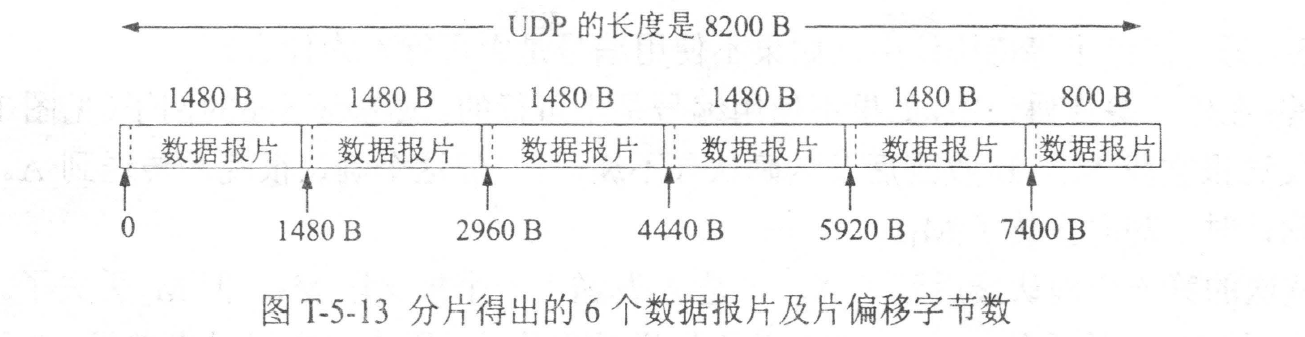 UDP 的长度是 8200 B
1480 B 1480 B 1480 B 1480 B 1480 B 800 B
数据报片 数据报片 数据报片 数据报片 数据报片 数据报片
0 1480 B 2960 B 4440 B 5920 B 7400 B
图 T-5-13 分片得出的 6 个数据报片及片偏移字节数